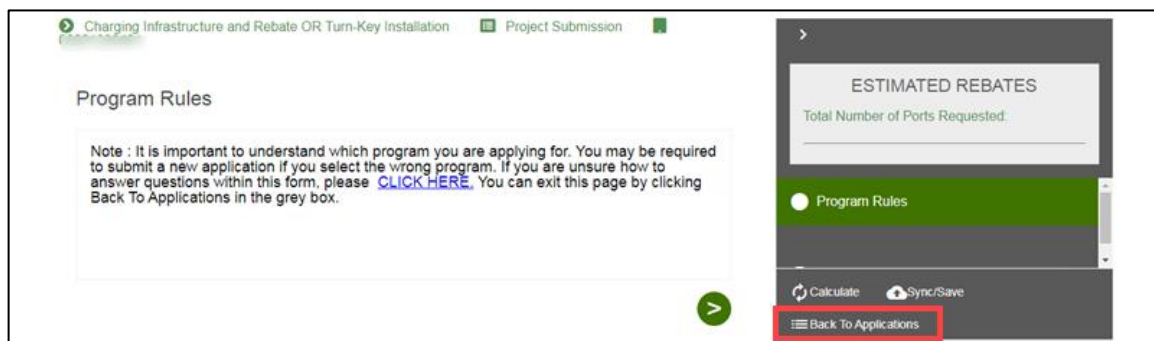 Charging Infrastructure and Rebate OR Turn-Key Installation Project Submission
Program Rules
Note : It is important to understand which program you are applying for. You may be required
to submit a new application if you select the wrong program. If you are unsure how to
answer questions within this form, please CLICK HERE. You can exit this page by clicking
Back To Applications in the grey box.
>
>
ESTIMATED REBATES
Total Number of Ports Requested:
Program Rules
Calculate Sync/Save
Back To Applications